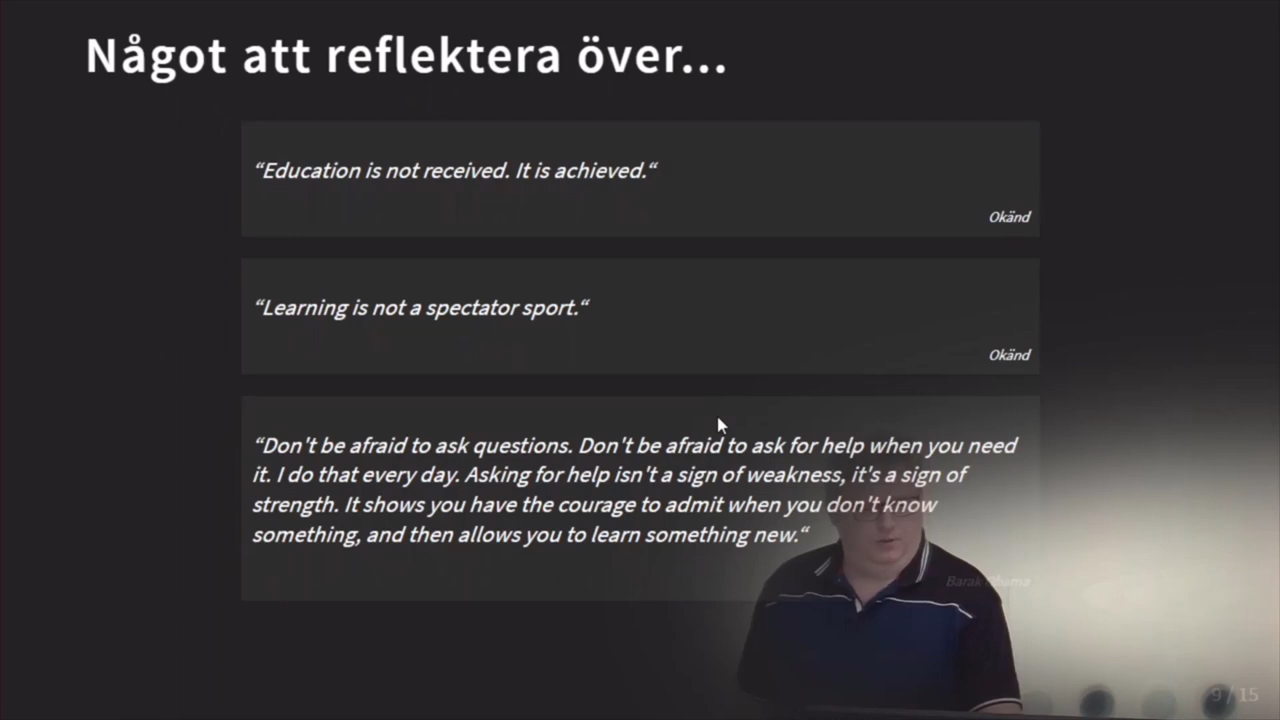 Något att reflektera över...
“Education is not received. It is achieved.“
Okänd
“Learning is not a spectator sport.“
Okänd
“Don't be afraid to ask questions. Don't be afraid to ask for help when you need
it. I do that every day. Asking for help isn't a sign of weakness, it's a sign of
strength. It shows you have the courage to admit when you don't know
something, and then allows you to learn something new.“
Barak Obama
9 / 15